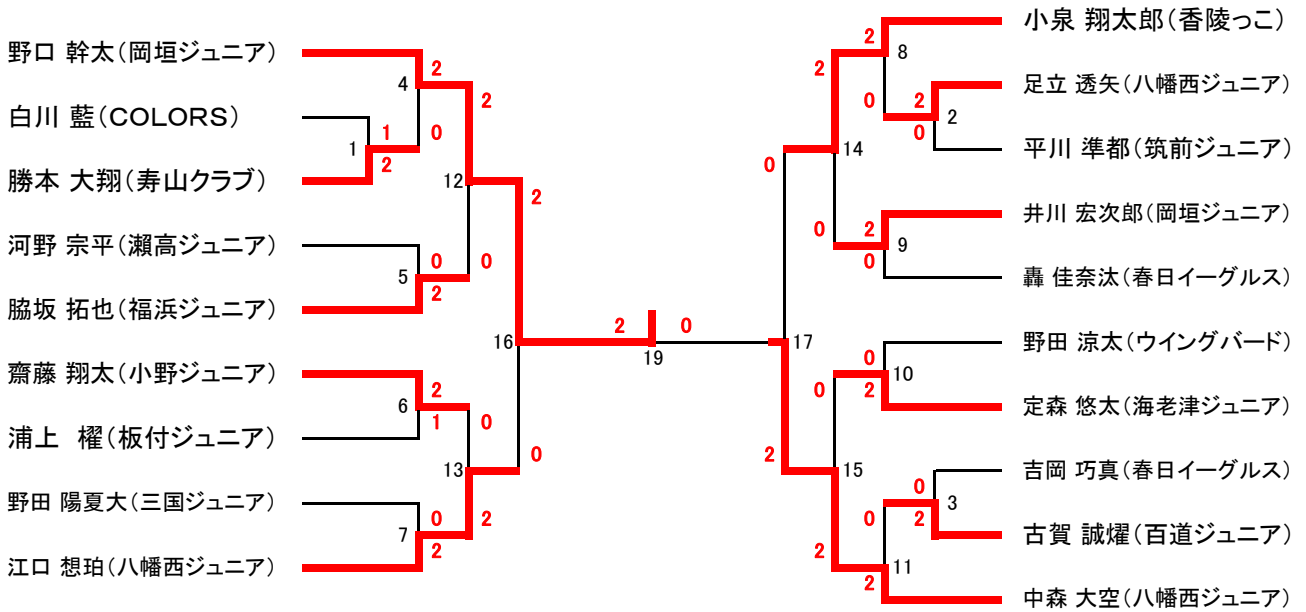 野口 幹太(岡垣ジュニア)
白川 藍(COLORS)
勝本 大翔(寿山クラブ)
河野 宗平(瀬高ジュニア)
脇坂 拓也(福浜ジュニア)
齋藤 翔太(小野ジュニア)
浦上　櫂(板付ジュニア)
野田 陽夏大(三国ジュニア)
江口 想珀(八幡西ジュニア)
4
2
1
1
2
0
2
12
5
0
2
0
2
16
6
2
1
0
13
0
7
0
2
2
2
19
0
小泉 翔太郎(香陵っこ)
足立 透矢(八幡西ジュニア)
平川 準都(筑前ジュニア)
井川 宏次郎(岡垣ジュニア)
轟 佳奈汰(春日イーグルス)
野田 涼太(ウイングバード)
定森 悠太(海老津ジュニア)
吉岡 巧真(春日イーグルス)
古賀 誠燿(百道ジュニア)
中森 大空(八幡西ジュニア)
2
8
2
0
2
0
2
14
0
0
2
0
9
17
0
2
10
0
2
15
0
2
3
0
2
2
11